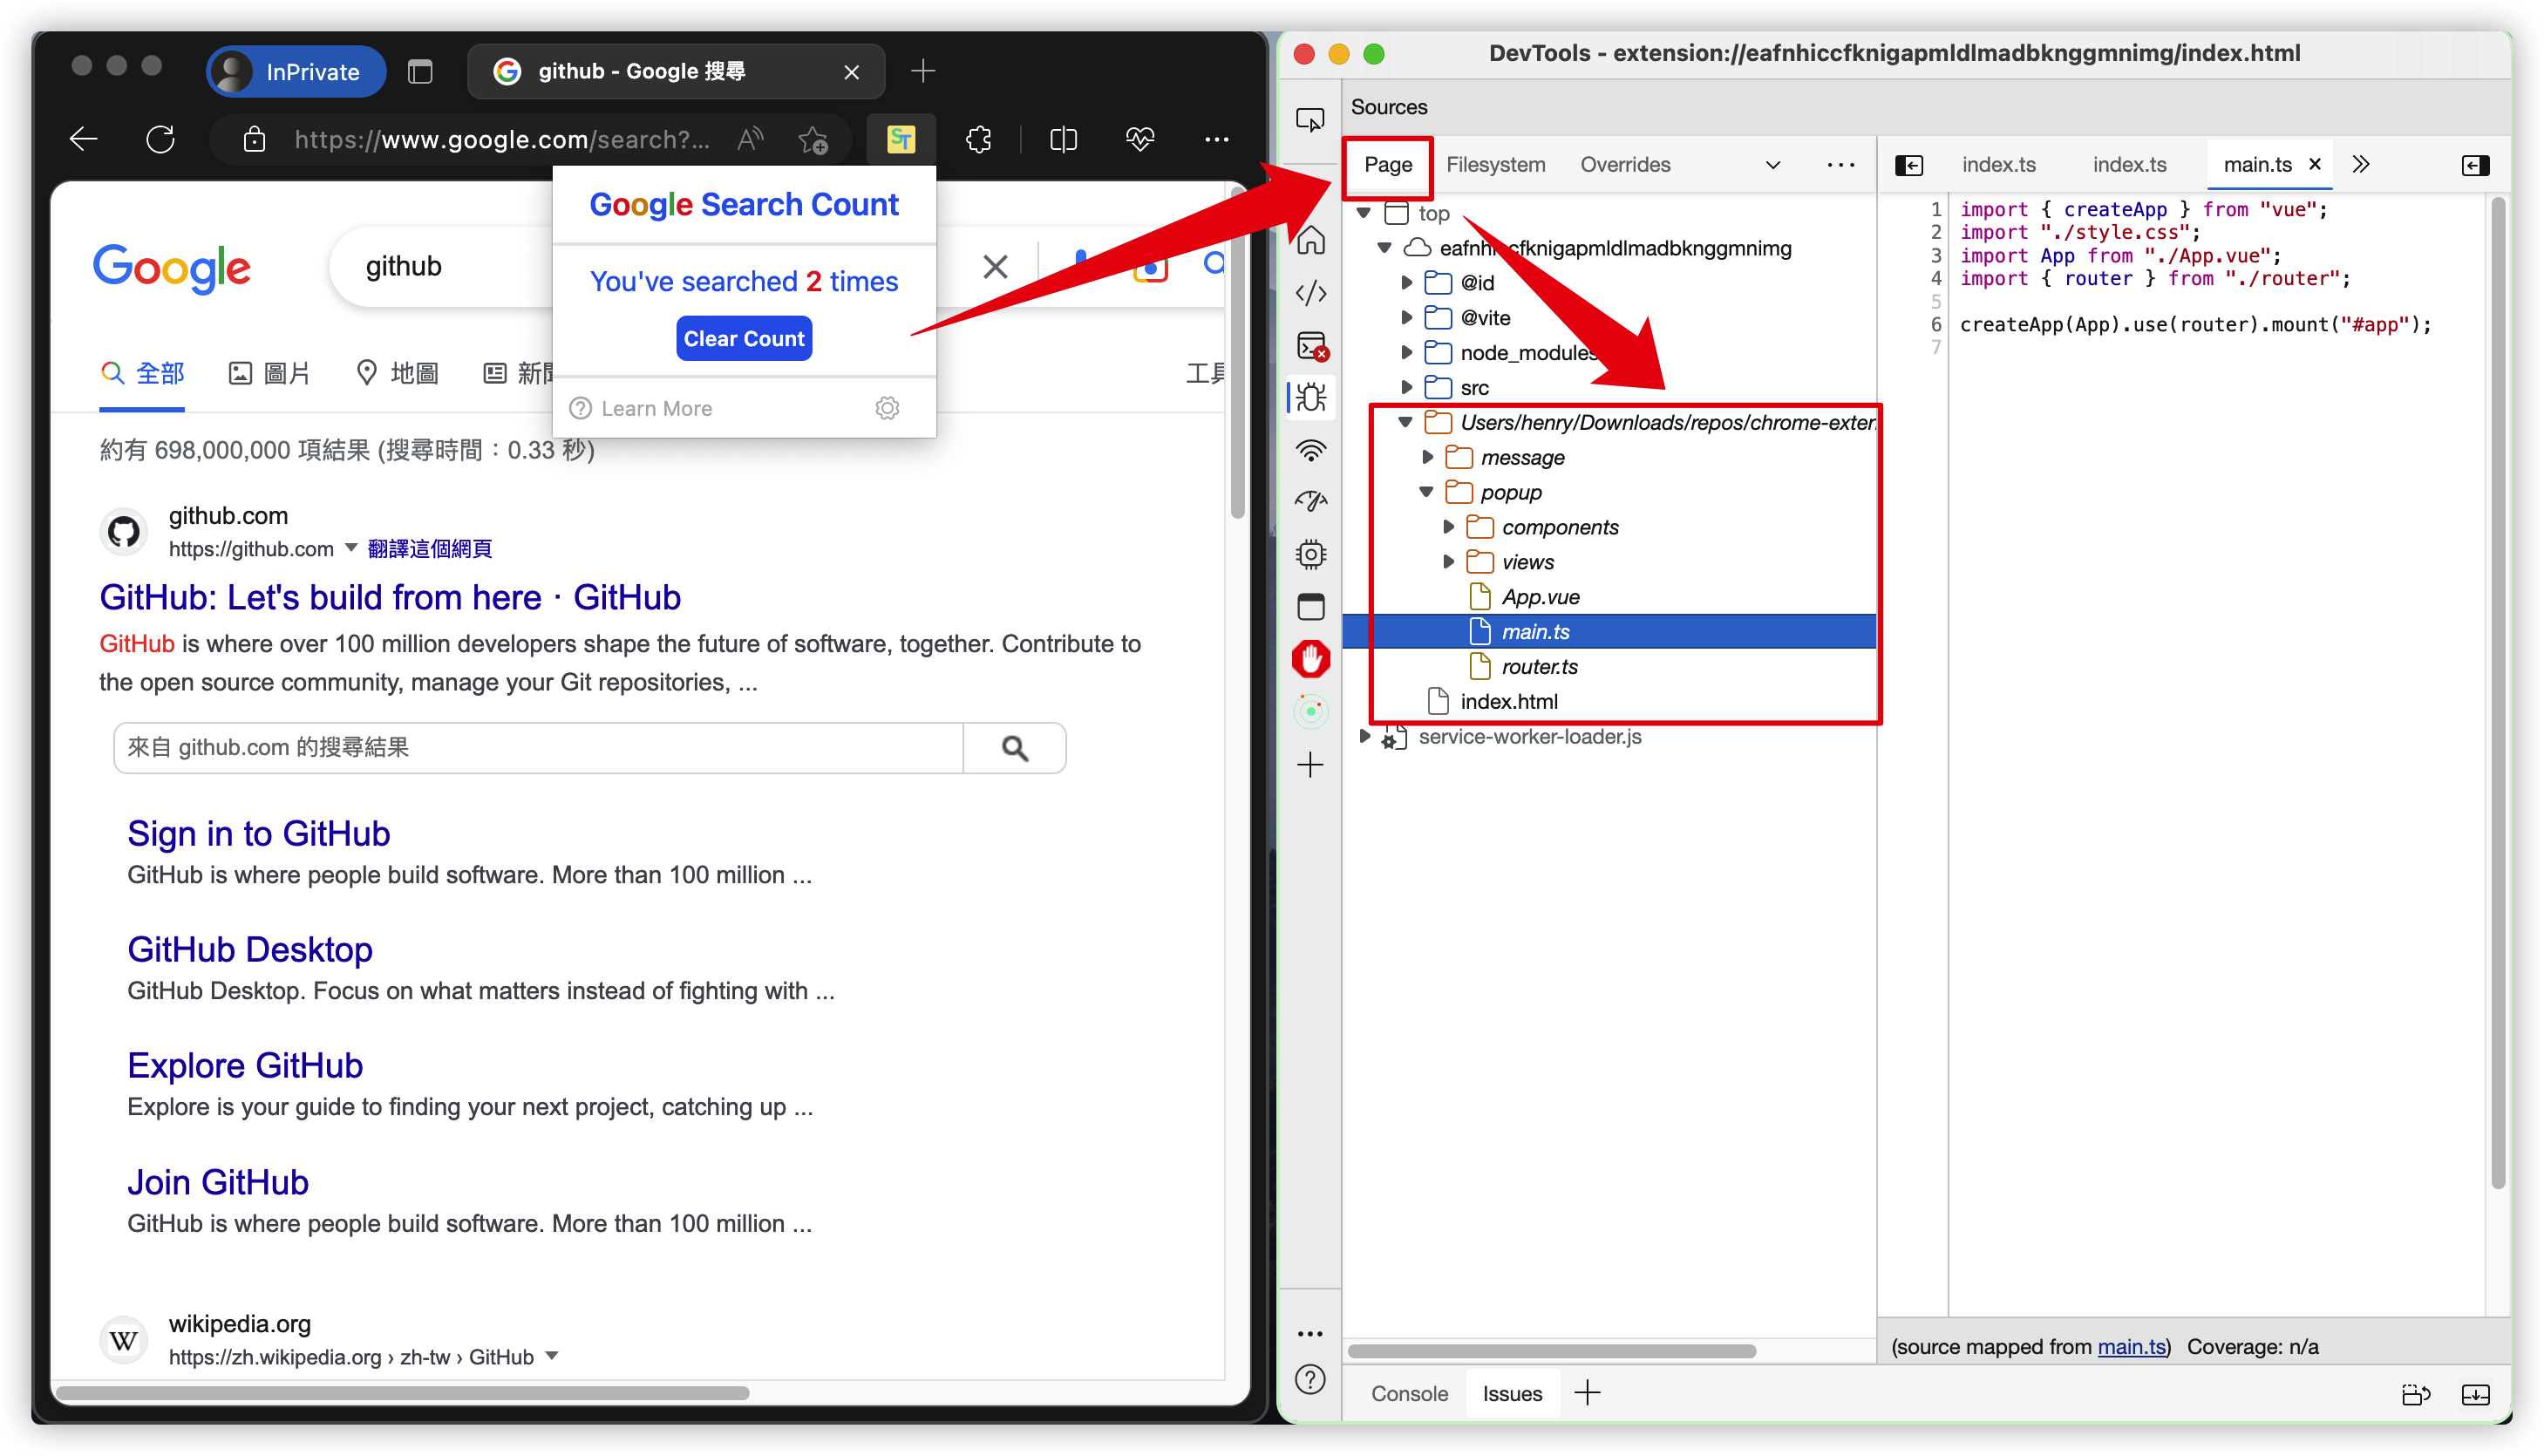 InPrivate
github - Google 搜尋
https://www.google.com/search?...
ST
Google Search Count
You've searched 2 times
Clear Count
Learn More
Google
github
全部
圖片
地圖
新聞
工具
約有 698,000,000 項結果 (搜尋時間：0.33 秒)
github.com
https://github.com
翻譯這個網頁
GitHub: Let's build from here · GitHub
GitHub is where over 100 million developers shape the future of software, together. Contribute to
the open source community, manage your Git repositories, ...
來自 github.com 的搜尋結果
Sign in to GitHub
GitHub is where people build software. More than 100 million ...
GitHub Desktop
GitHub Desktop. Focus on what matters instead of fighting with ...
Explore GitHub
Explore is your guide to finding your next project, catching up ...
Join GitHub
GitHub is where people build software. More than 100 million ...
W
wikipedia.org
https://zh.wikipedia.org › zh-tw › GitHub
DevTools - extension://eafnhiccfknigapmldlmadbknggmnimg/index.html
Sources
Page
Filesystem
Overrides
top
eafnhiccfknigapmldlmadbknggmnimg
@id
@vite
node_modules
src
Users/henry/Downloads/repos/chrome-exten
message
popup
components
views
App.vue
main.ts
router.ts
index.html
service-worker-loader.js
index.ts
index.ts
main.ts
1 import { createApp } from "vue";
2 import "./style.css";
3 import App from "./App.vue";
4 import { router } from "./router";
5
6 createApp(App).use(router).mount("#app");
7
(source mapped from main.ts) Coverage: n/a
Console
Issues